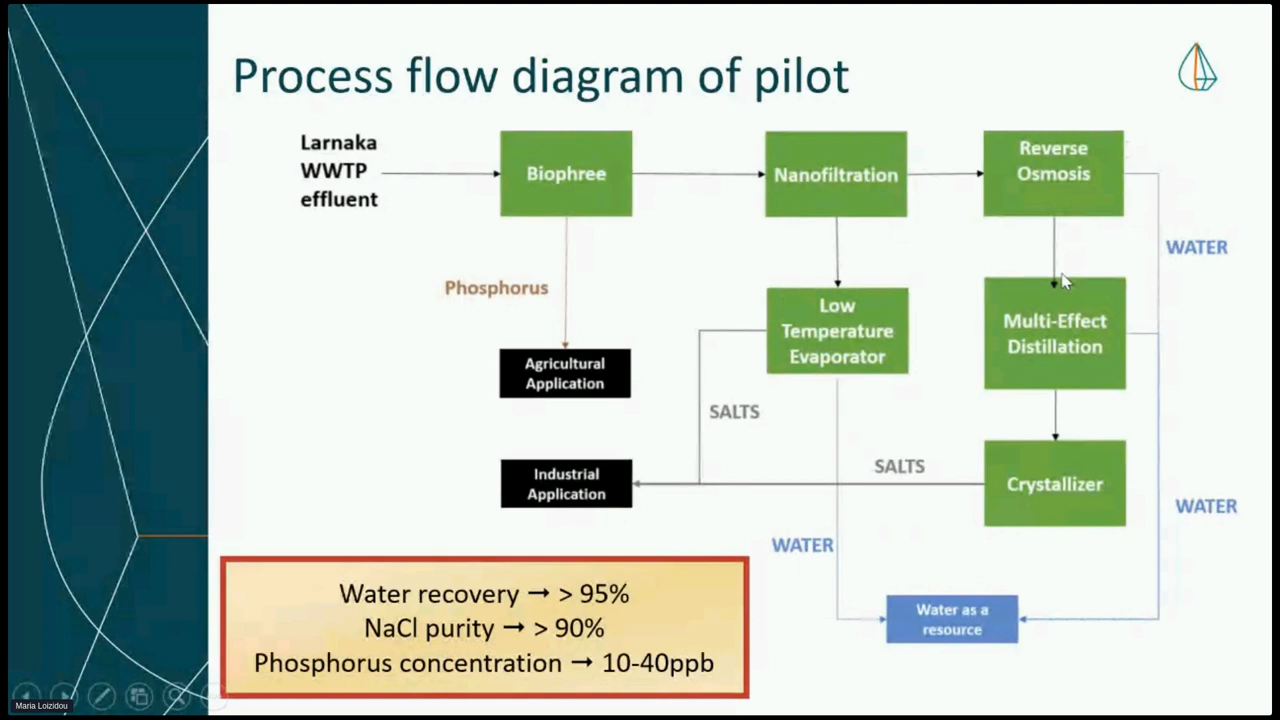 Process flow diagram of pilot
Larnaka
WWTP
effluent
Biophree
Nanofiltration
Reverse
Osmosis
WATER
Phosphorus
Low
Temperature
Evaporator
Multi-Effect
Distillation
Agricultural
Application
SALTS
SALTS
Industrial
Application
Crystallizer
WATER
WATER
Water recovery → > 95%
NaCl purity → > 90%
Phosphorus concentration → 10-40ppb
Water as a
resource
Maria Loizidou